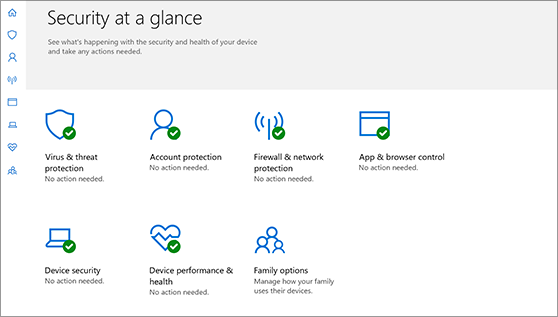 Security at a glance
See what's happening with the security and health of your device
and take any actions needed.
Virus & threat
protection
No action needed.
Account protection
No action needed.
Firewall & network
protection
No action needed.
App & browser control
No action needed.
Device security
No action needed.
Device performance &
health
No action needed.
Family options
Manage how your family
uses their devices.